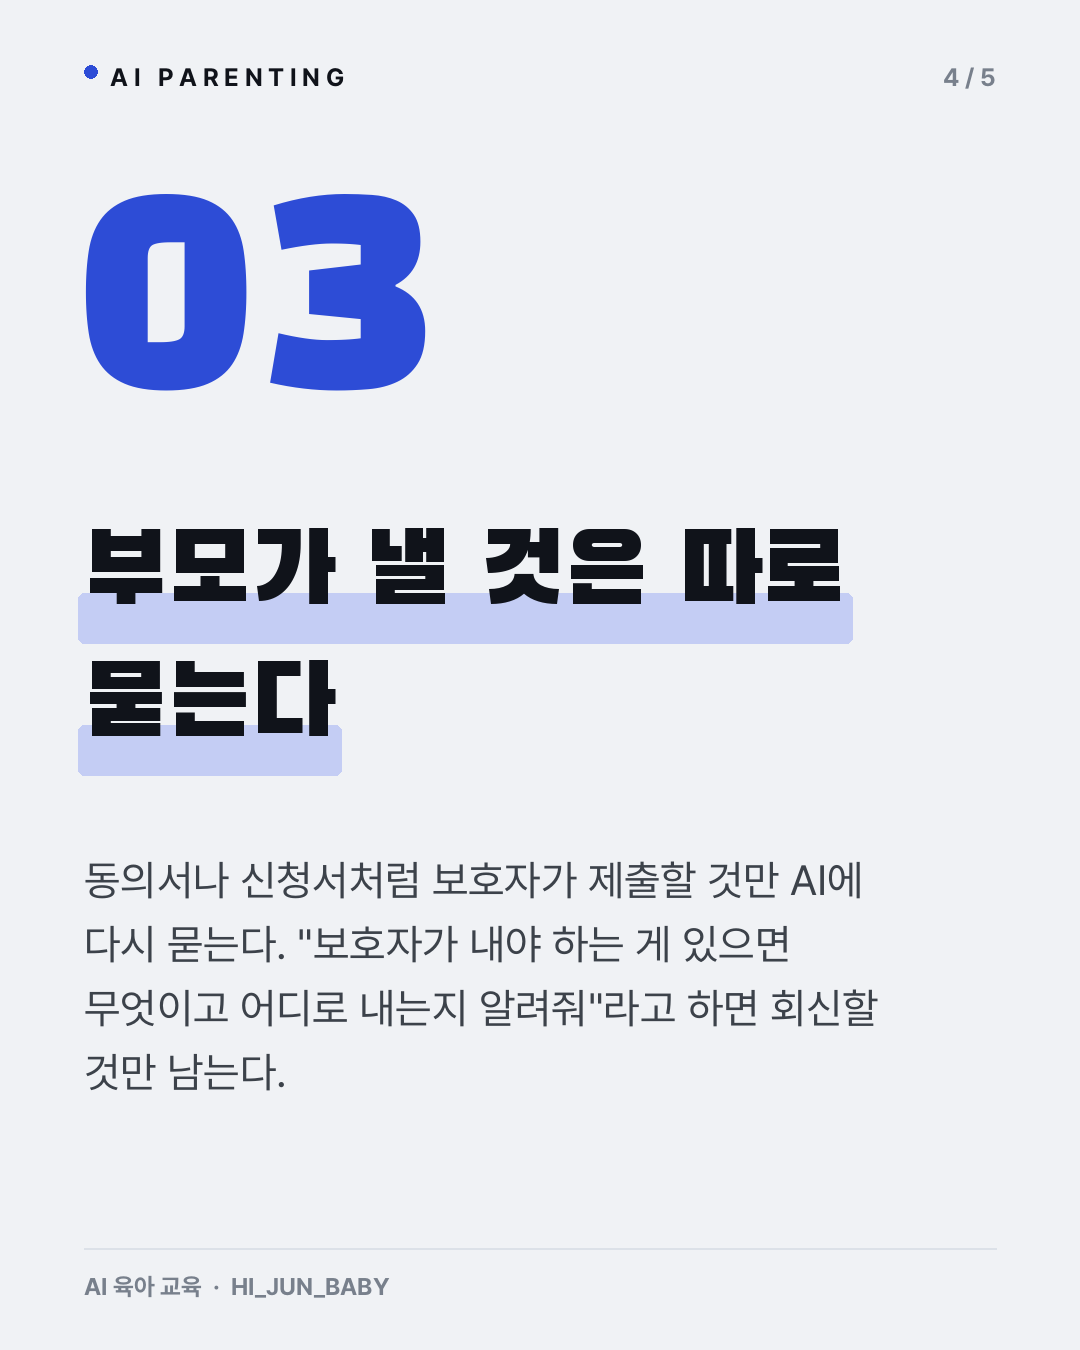 AI PARENTING
4 / 5
03
부모가 낼 것은 따로
묻는다
동의서나 신청서처럼 보호자가 제출할 것만 AI에
다시 묻는다. "보호자가 내야 하는 게 있으면
무엇이고 어디로 내는지 알려줘"라고 하면 회신할
것만 남는다.
AI 육아 교육 · HI_JUN_BABY